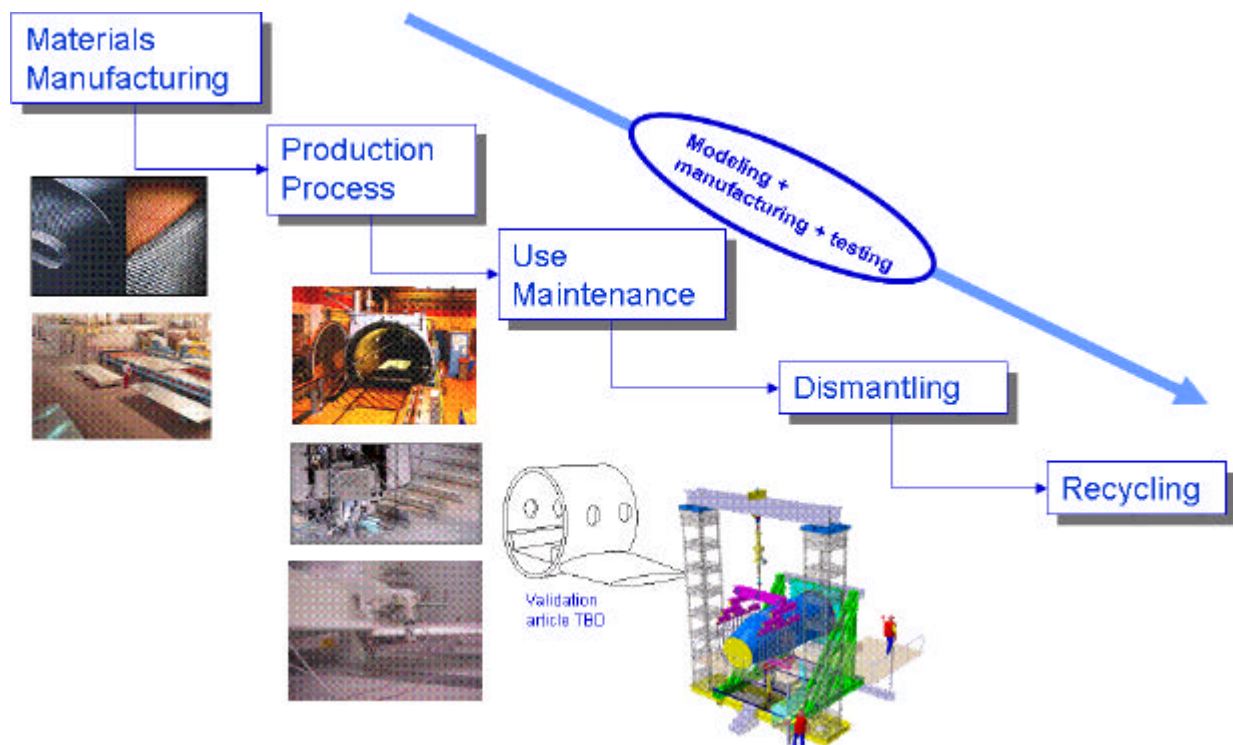 Materials
Manufacturing
Production
Process
Modeling +
manufacturing + testing
Use
Maintenance
Dismantling
Recycling
Validation
article TBD